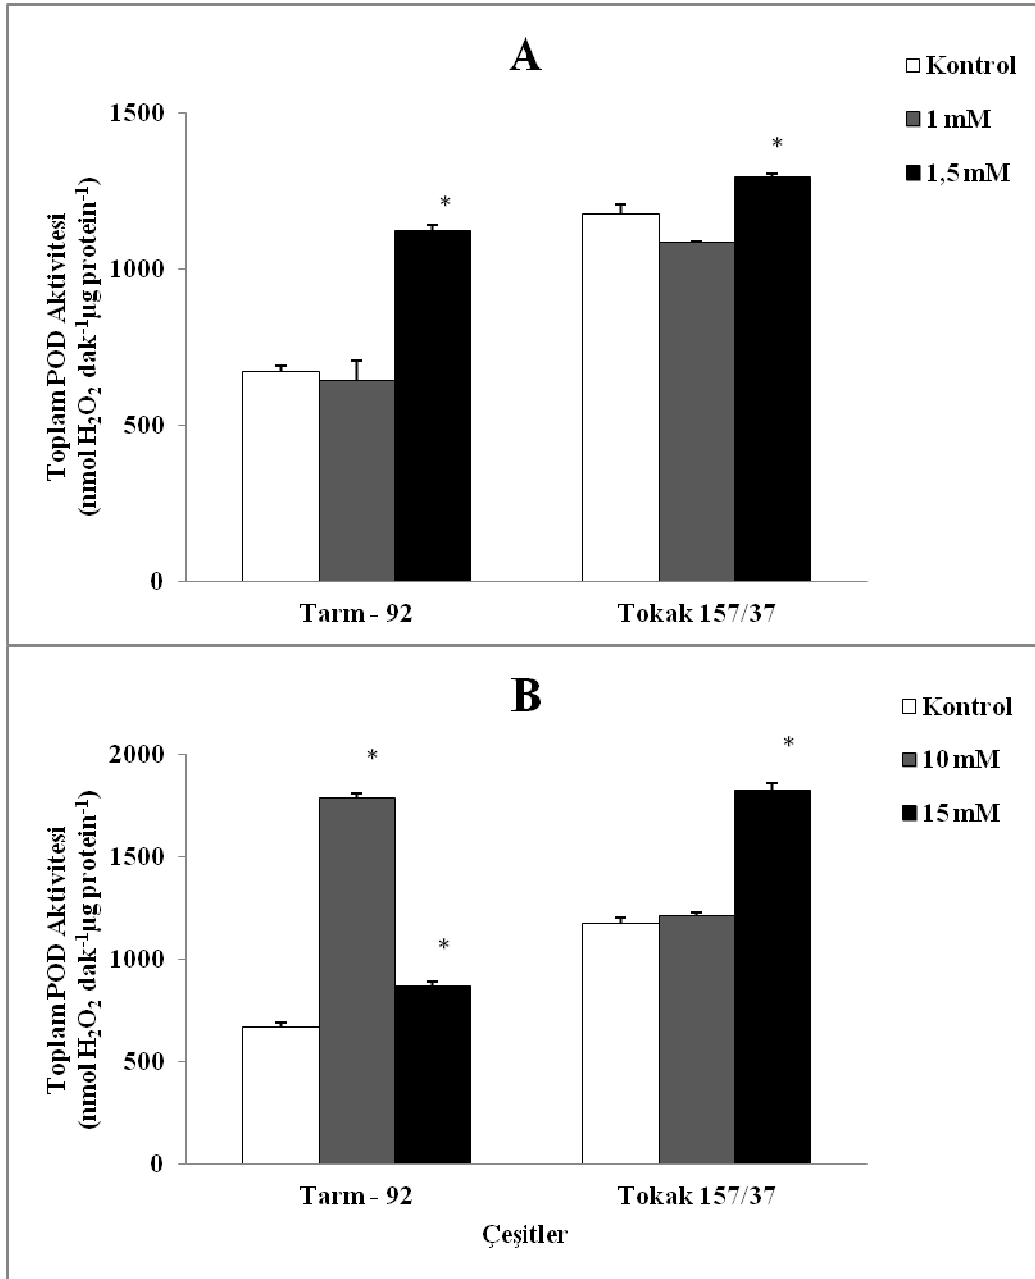 A
Kontrol
1 mM
1,5 mM
1500
1000
500
0
Toplam POD Aktivitesi
(nmol H₂O₂ dak⁻¹µg protein⁻¹)
*
*
Tarm - 92
Tokak 157/37
B
Kontrol
10 mM
15 mM
2000
1500
1000
500
0
Toplam POD Aktivitesi
(nmol H₂O₂ dak⁻¹µg protein⁻¹)
*
*
*
Tarm - 92
Tokak 157/37
Çeşitler